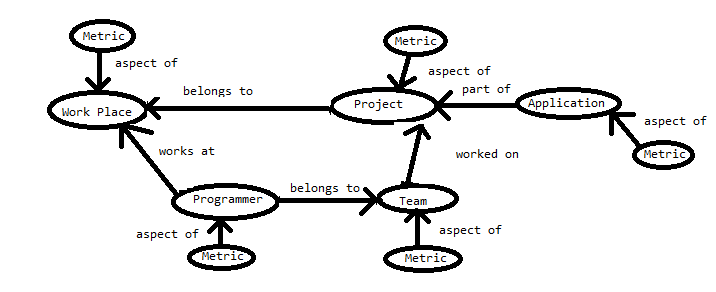 Metric
Metric
aspect of
aspect of
belongs to
part of
Work Place
Project
Application
aspect of
works at
worked on
Metric
belongs to
Programmer
Team
aspect of
aspect of
Metric
Metric